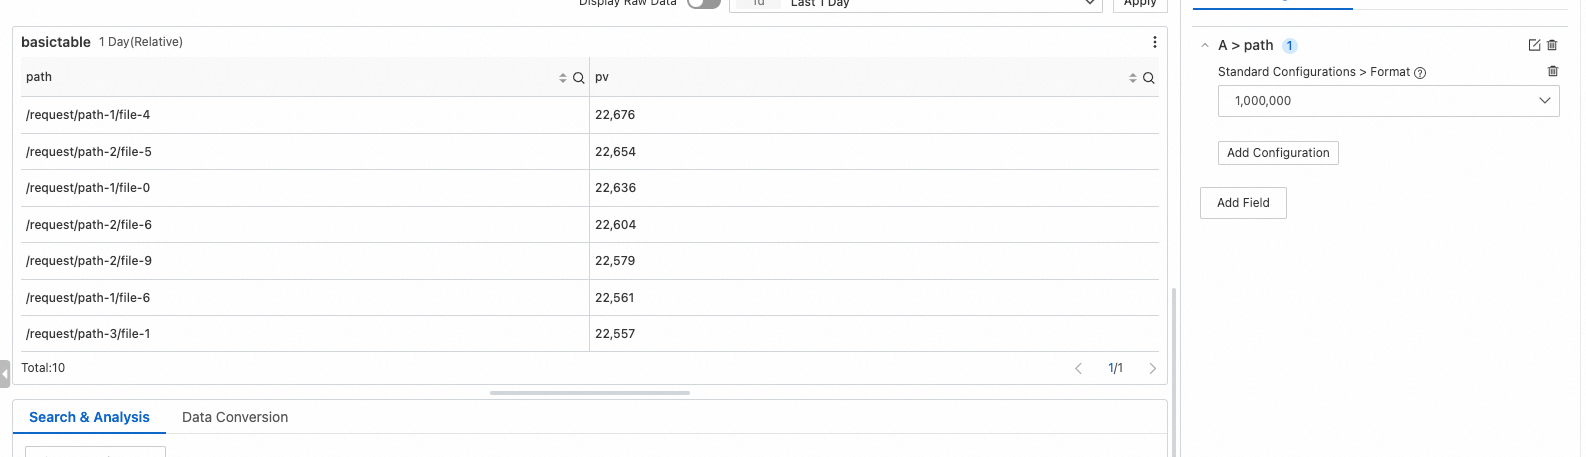 Display Raw Data 1d Last 1 Day Apply
basictable 1 Day(Relative)
path pv
/request/path-1/file-4 22,676
/request/path-2/file-5 22,654
/request/path-1/file-0 22,636
/request/path-2/file-6 22,604
/request/path-2/file-9 22,579
/request/path-1/file-6 22,561
/request/path-3/file-1 22,557
Total:10 1/1
Search & Analysis Data Conversion
A > path 1
Standard Configurations > Format
1,000,000
Add Configuration
Add Field